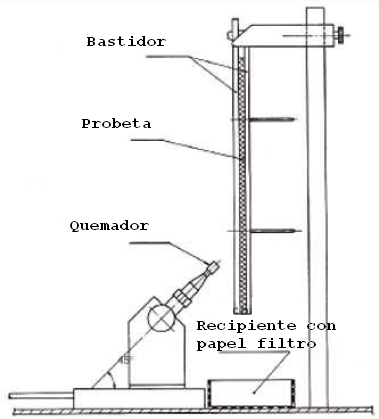 Bastidor
Probeta
Quemador
Recipiente con
papel filtro
45°